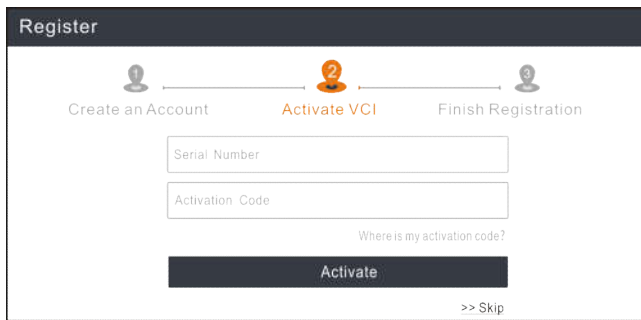 Register
1 2 3
Create an Account Activate VCI Finish Registration
Serial Number
Activation Code
Where is my activation code?
Activate
>> Skip